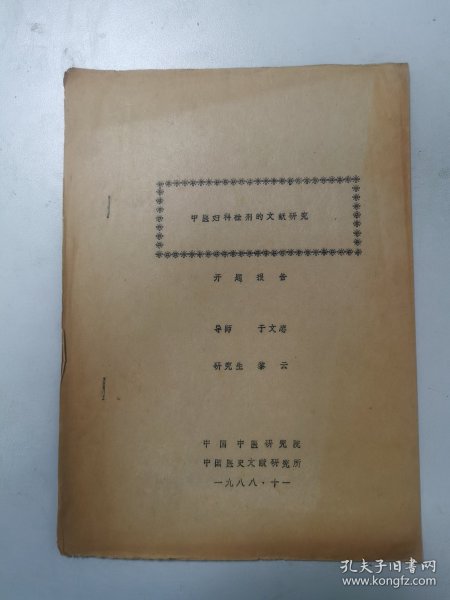 中医妇科栓剂的文献研究
开题报告
导师 于文忠
研究生 黎云
中国中医研究院
中国医史文献研究所
一九八八·十一
孔夫子旧书网
www.kongfz.com